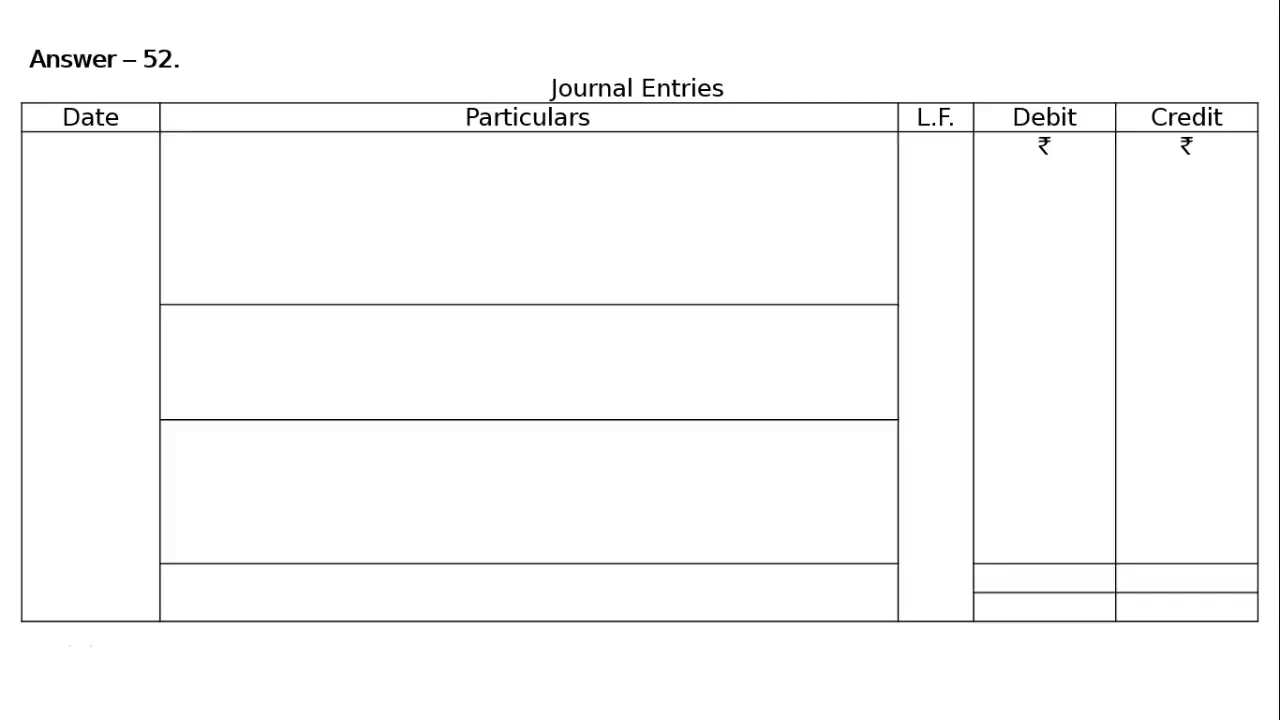 Answer – 52.
Journal Entries
Date Particulars L.F. Debit Credit
₹ ₹